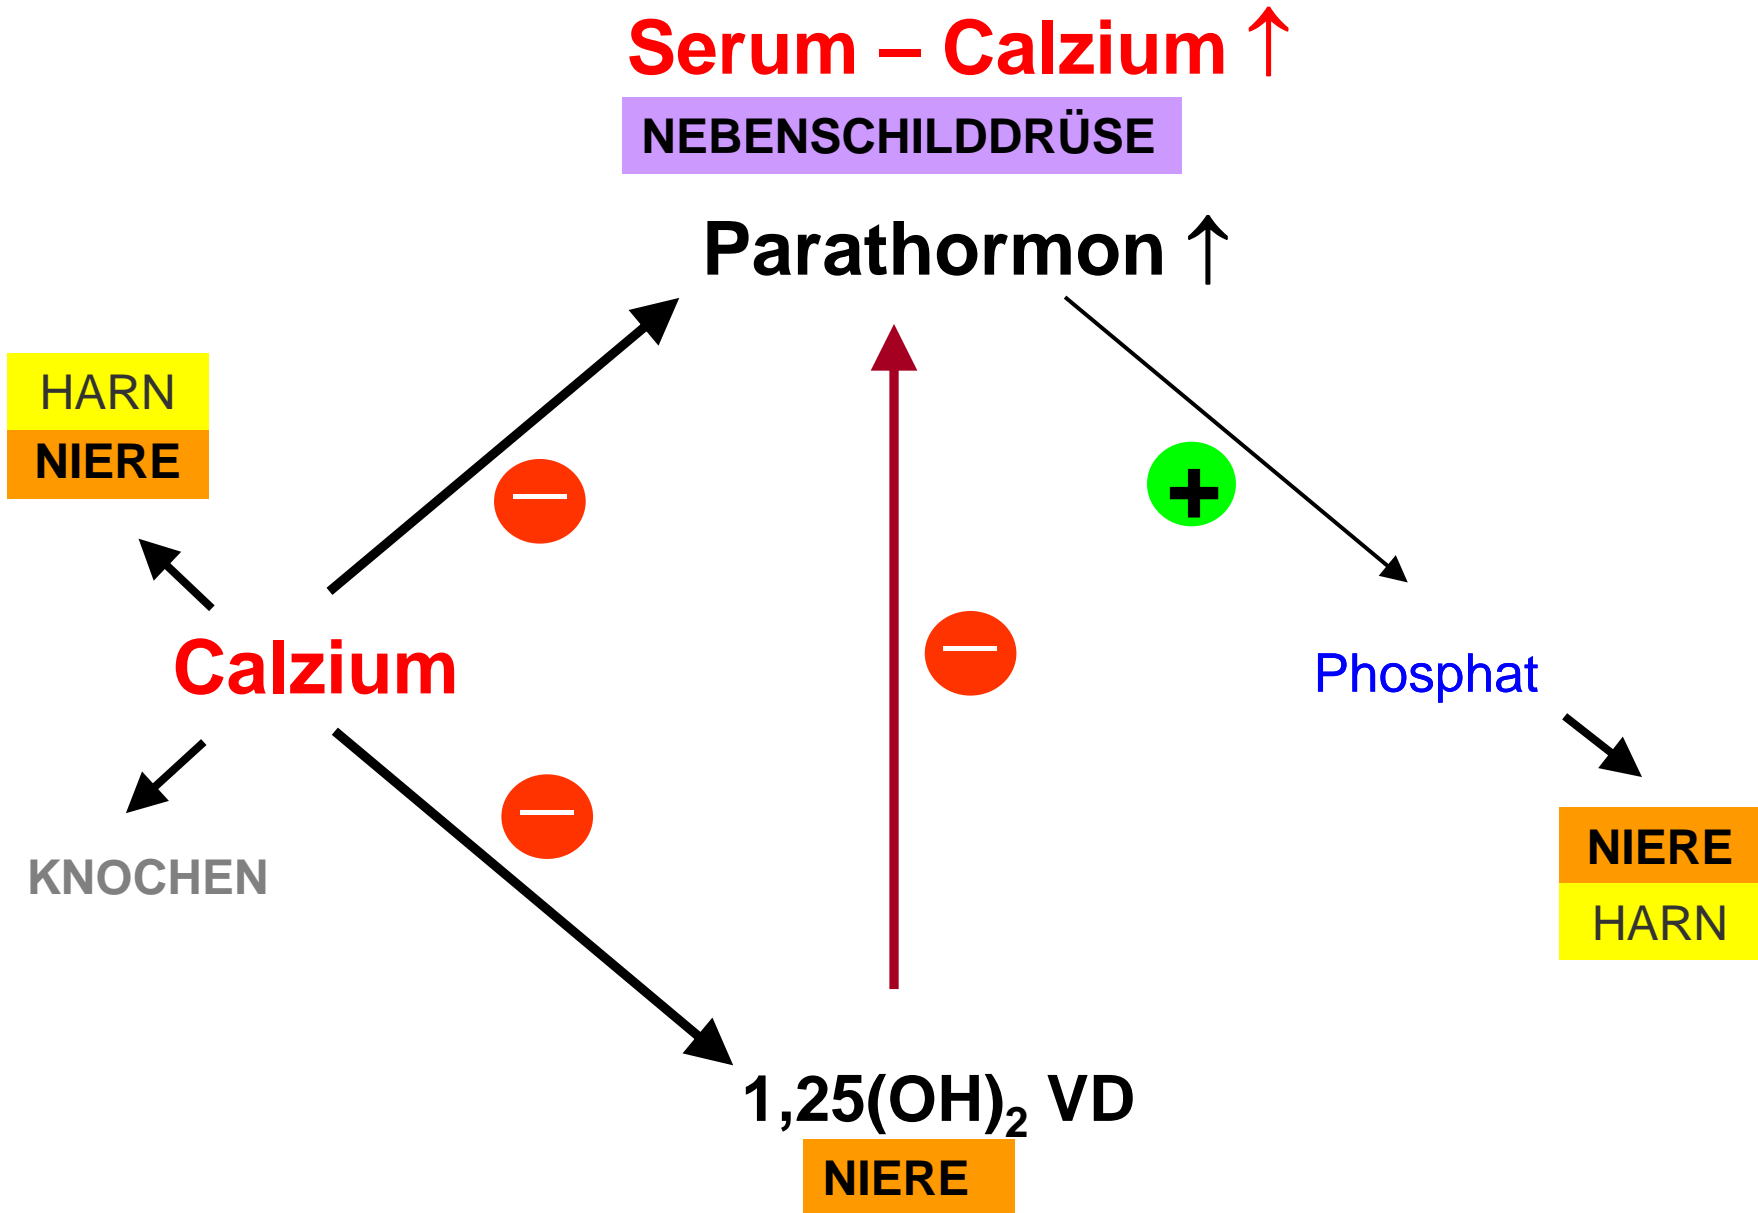 Serum – Calzium ↑
NEBENSCHILDDRÜSE
Parathormon ↑
HARN
NIERE
—
+
—
Calzium
Phosphat
—
KNOCHEN
NIERE
HARN
1,25(OH)₂ VD
NIERE